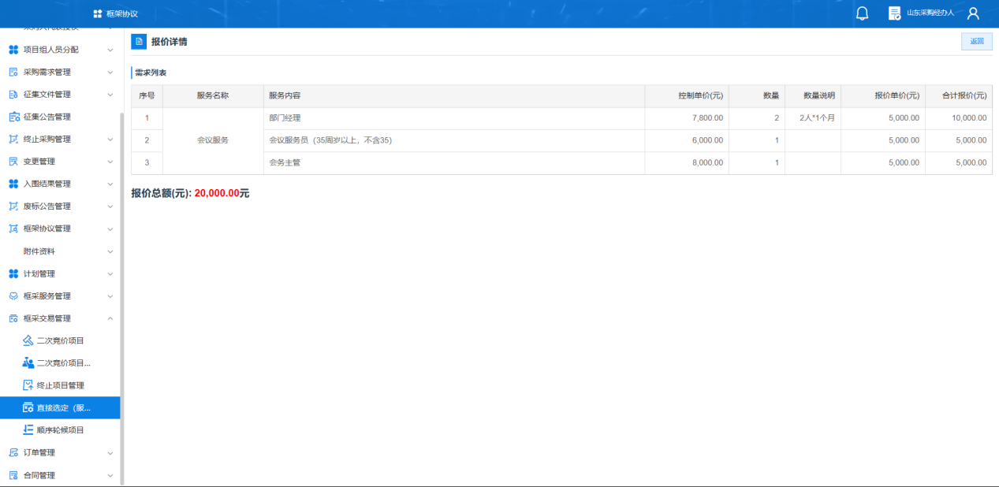 框架协议
山东采购经办人
项目组人员分配
采购需求管理
征集文件管理
征集公告管理
终止采购管理
变更管理
入围结果管理
废标公告管理
框架协议管理
附件资料
计划管理
框采服务管理
框采交易管理
二次竞价项目
二次竞价项目...
终止项目管理
直接选定（服...
顺序轮候项目
订单管理
合同管理
报价详情
返回
需求列表
序号 服务名称 服务内容 控制单价(元) 数量 数量说明 报价单价(元) 合计报价(元)
1 部门经理 7,800.00 2 2人*1个月 5,000.00 10,000.00
2 会议服务 会议服务员（35周岁以上，不含35） 6,000.00 1 5,000.00 5,000.00
3 会务主管 8,000.00 1 5,000.00 5,000.00
报价总额(元): 20,000.00元